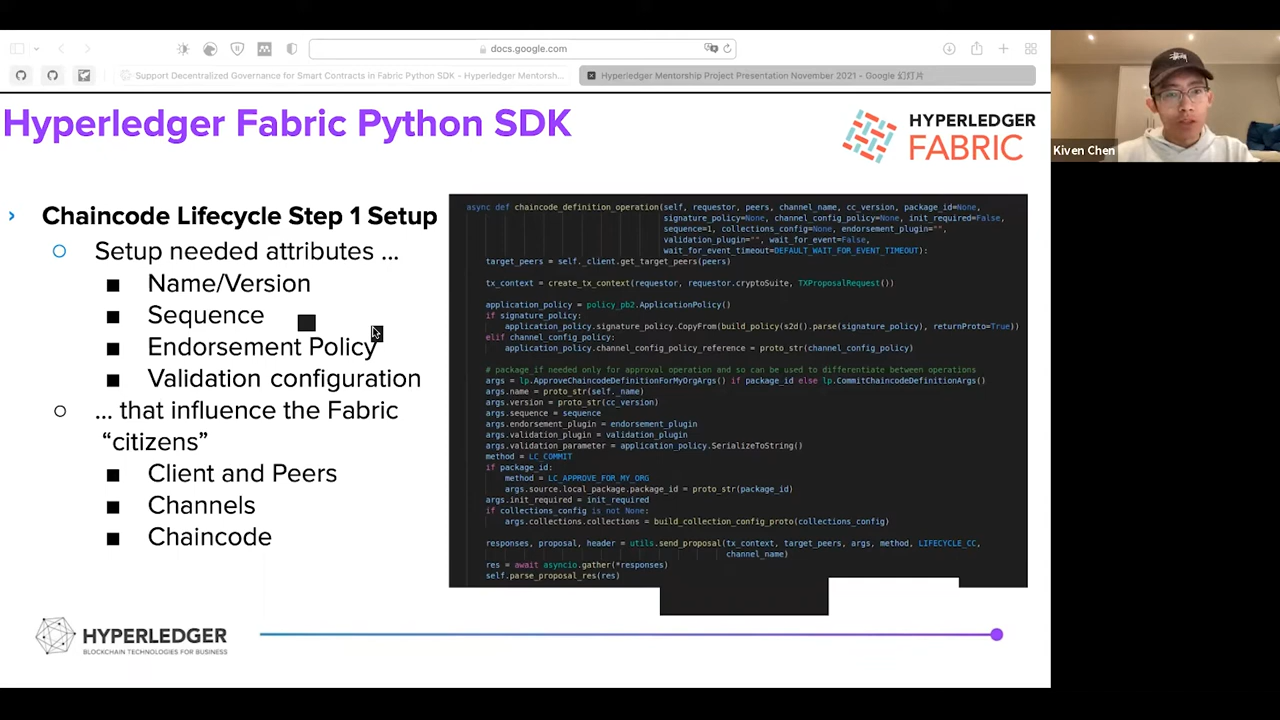 docs.google.com
Support Decentralized Governance for Smart Contracts in Fabric Python SDK - Hyperledger Mentorsh...
Hyperledger Mentorship Project Presentation November 2021 - Google 幻灯片
Hyperledger Fabric Python SDK
HYPERLEDGER
FABRIC
Kiven Chen
› Chaincode Lifecycle Step 1 Setup
Setup needed attributes ...
Name/Version
Sequence
Endorsement Policy
Validation configuration
... that influence the Fabric
“citizens”
Client and Peers
Channels
Chaincode
async def chaincode_definition_operation(self, requestor, peers, channel_name, cc_version, package_id=None,
signature_policy=None, channel_config_policy=None, init_required=False,
sequence=1, collections_config=None, endorsement_plugin="",
validation_plugin="", wait_for_event=False,
wait_for_event_timeout=DEFAULT_WAIT_FOR_EVENT_TIMEOUT):
target_peers = self._client.get_target_peers(peers)
tx_context = create_tx_context(requestor, requestor.cryptoSuite, TXProposalRequest())
application_policy = policy_pb2.ApplicationPolicy()
if signature_policy:
application_policy.signature_policy.CopyFrom(build_policy(s2d().parse(signature_policy), returnProto=True))
elif channel_config_policy:
application_policy.channel_config_policy_reference = proto_str(channel_config_policy)
# package_if needed only for approval operation and so can be used to differentiate between operations
args = lp.ApproveChaincodeDefinitionForMyOrgArgs() if package_id else lp.CommitChaincodeDefinitionArgs()
args.name = proto_str(self._name)
args.version = proto_str(cc_version)
args.sequence = sequence
args.endorsement_plugin = endorsement_plugin
args.validation_plugin = validation_plugin
args.validation_parameter = application_policy.SerializeToString()
method = LC_COMMIT
if package_id:
method = LC_APPROVE_FOR_MY_ORG
args.source.local_package.package_id = proto_str(package_id)
args.init_required = init_required
if collections_config is not None:
args.collections.collections = build_collection_config_proto(collections_config)
responses, proposal, header = utils.send_proposal(tx_context, target_peers, args, method, LIFECYCLE_CC,
channel_name)
res = await asyncio.gather(*responses)
self.parse_proposal_res(res)
HYPERLEDGER
BLOCKCHAIN TECHNOLOGIES FOR BUSINESS